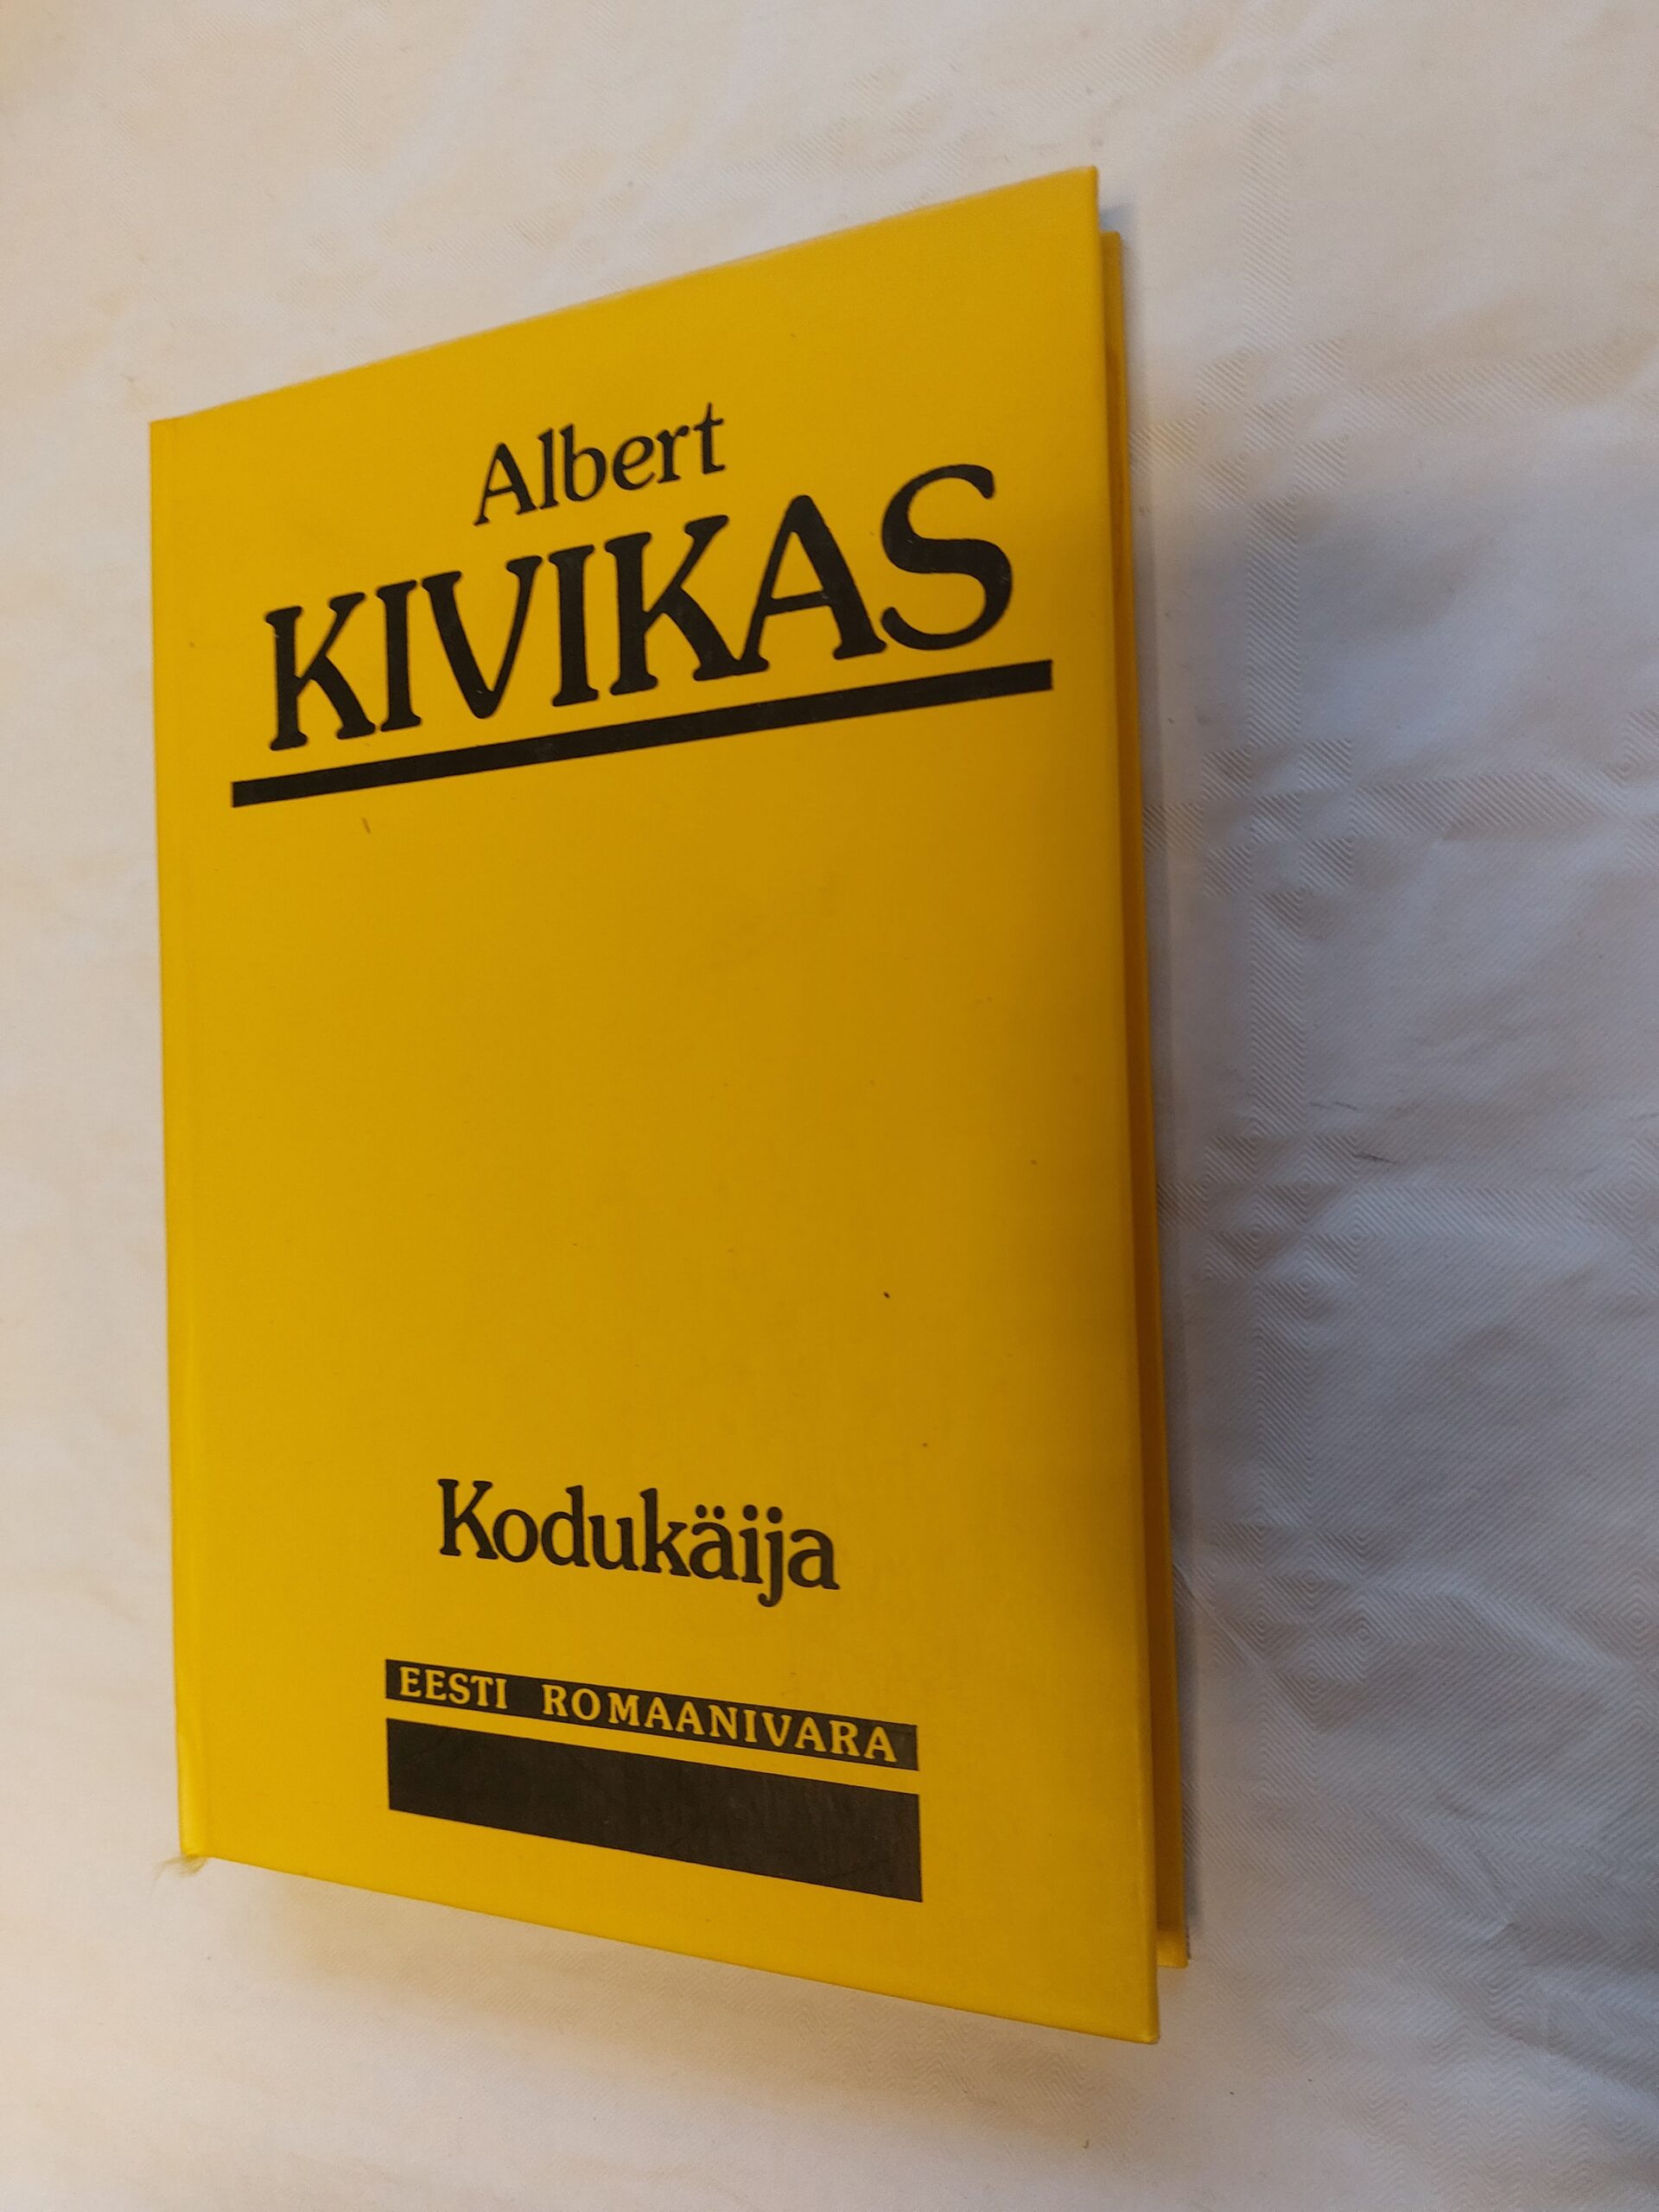 Albert
KIVIKAS
Kodukäija
EESTI ROMAANIVARA